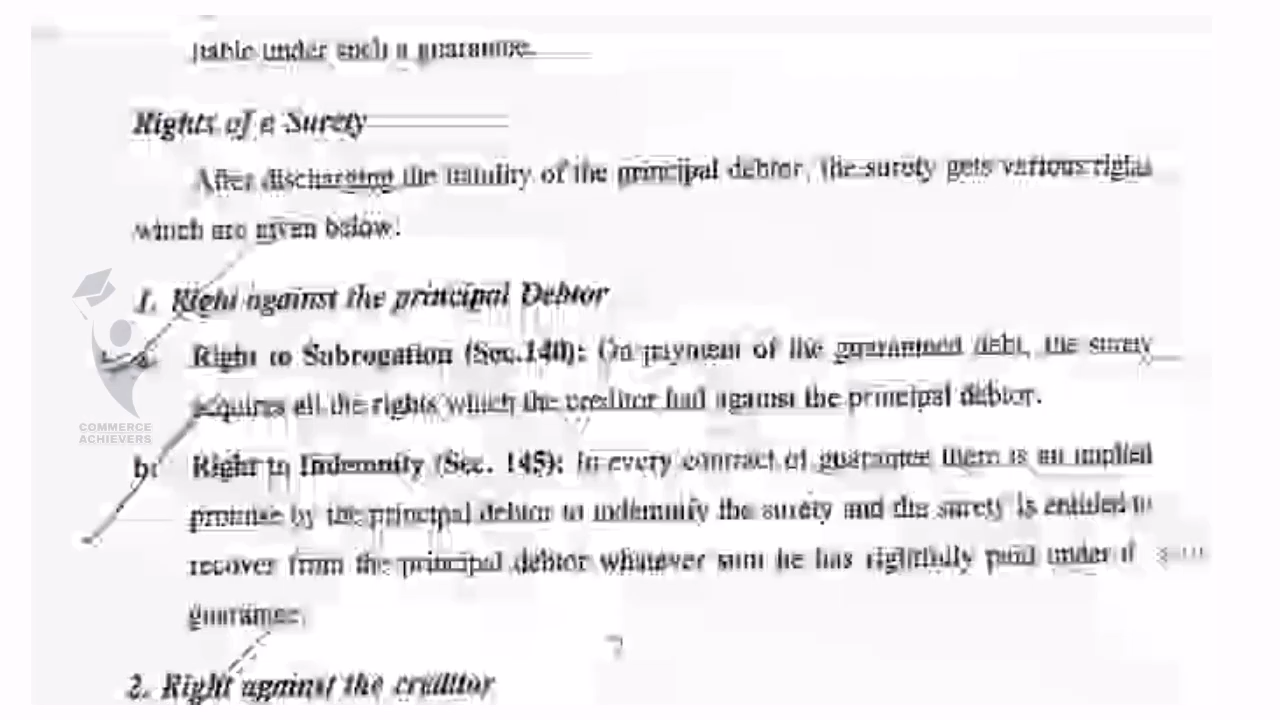 liable under such a guarantee.
Rights of a Surety
After discharging the liability of the principal debtor, the surety gets various rights
which are given below:
1. Right against the principal Debtor
a. Right to Subrogation (Sec.140): On payment of the guaranteed debt, the surety
acquires all the rights which the creditor had against the principal debtor.
COMMERCE
ACHIEVERS
b: Right to Indemnity (Sec. 145): In every contract of guarantee there is an implied
promise by the principal debtor to indemnify the surety and the surety is entitled to
recover from the principal debtor whatever sum he has rightfully paid under
guarantee.
2. Right against the creditor